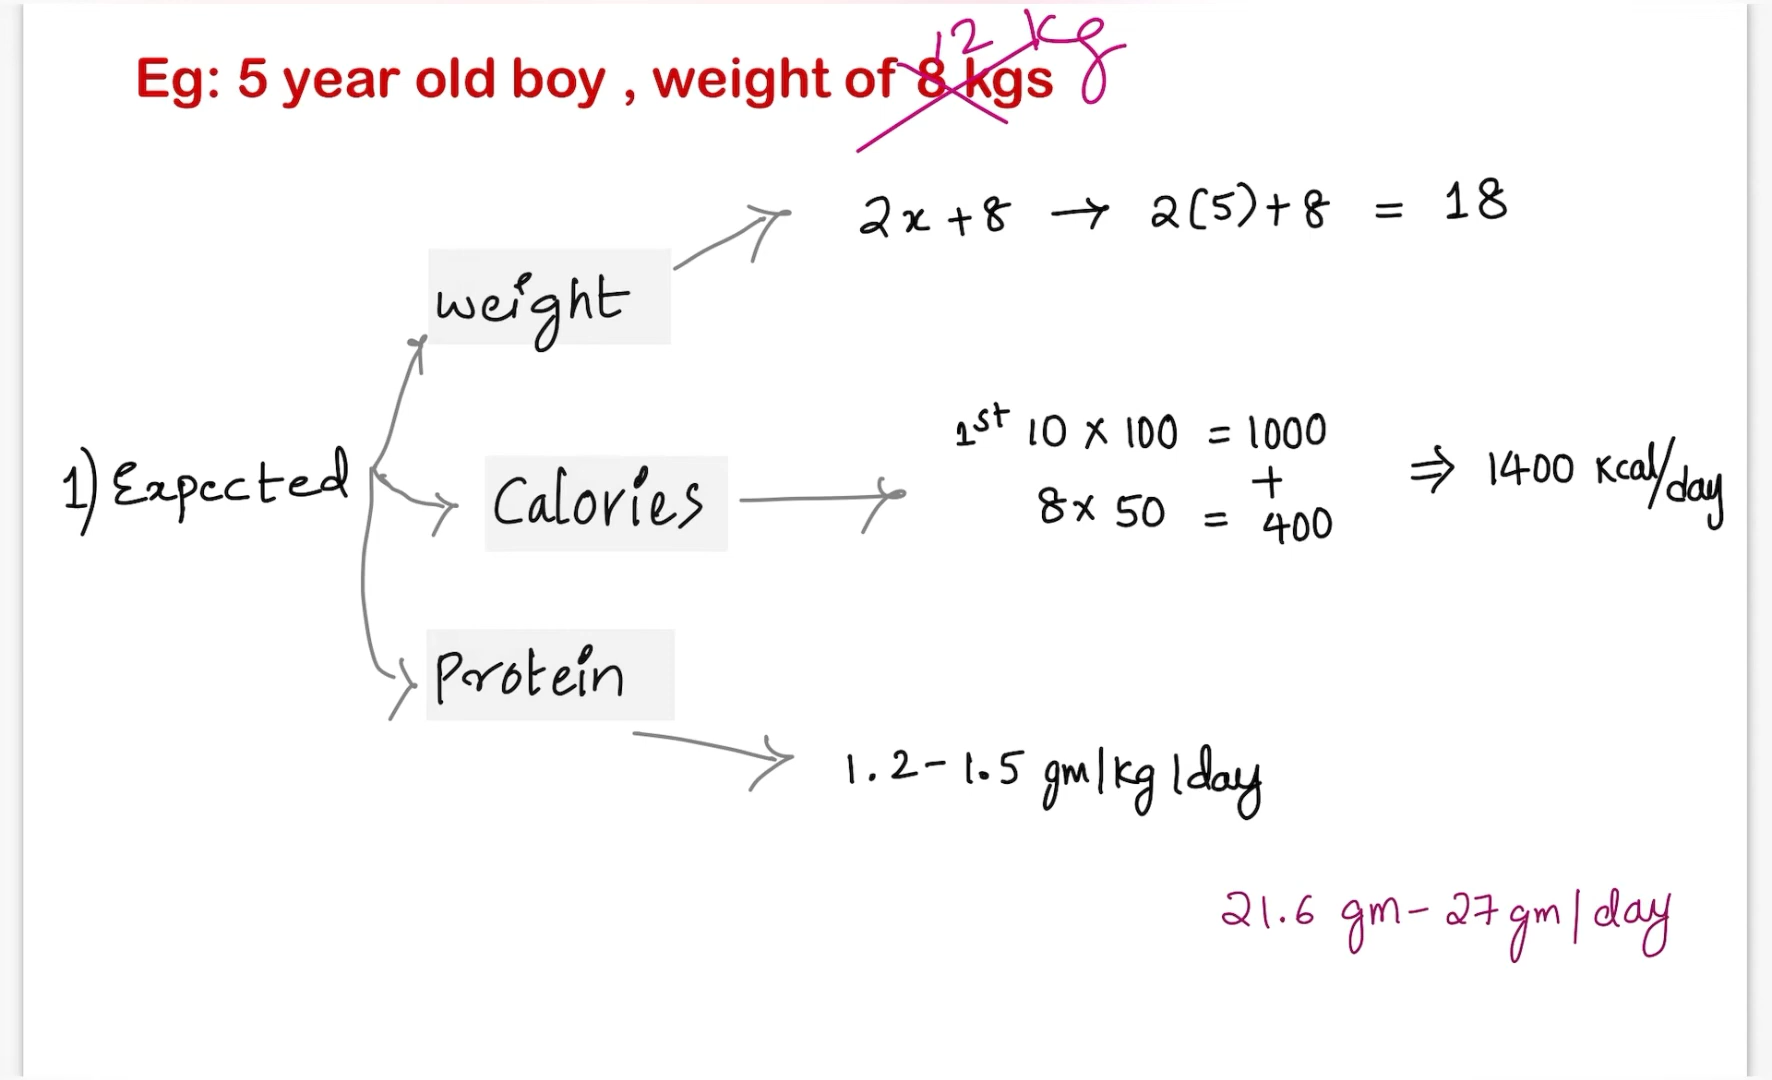 12 kg
Eg: 5 year old boy , weight of 8 kgs
2x + 8 → 2(5) + 8 = 18
weight
1) Expected
Calories
1st 10 x 100 = 1000
+
8 x 50 = 400
⇒ 1400 Kcal/day
Protein
1.2 - 1.5 gm/kg/day
21.6 gm - 27 gm/day